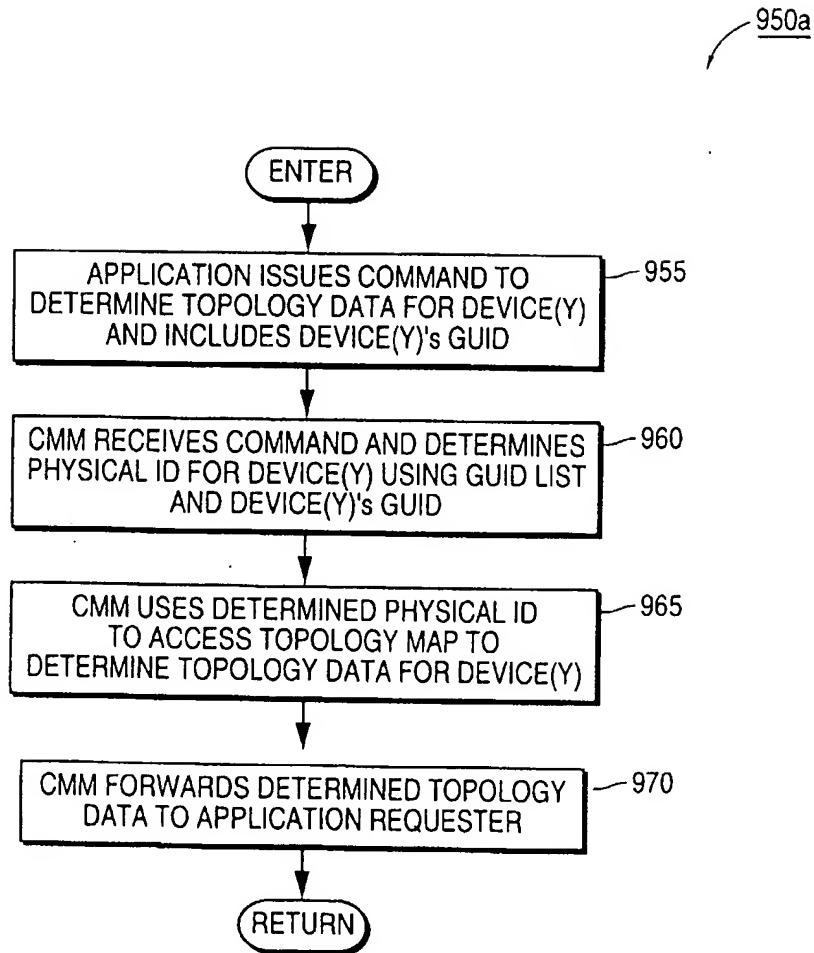 950a
ENTER
APPLICATION ISSUES COMMAND TO
DETERMINE TOPOLOGY DATA FOR DEVICE(Y)
AND INCLUDES DEVICE(Y)'s GUID
955
CMM RECEIVES COMMAND AND DETERMINES
PHYSICAL ID FOR DEVICE(Y) USING GUID LIST
AND DEVICE(Y)'s GUID
960
CMM USES DETERMINED PHYSICAL ID
TO ACCESS TOPOLOGY MAP TO
DETERMINE TOPOLOGY DATA FOR DEVICE(Y)
965
CMM FORWARDS DETERMINED TOPOLOGY
DATA TO APPLICATION REQUESTER
970
RETURN